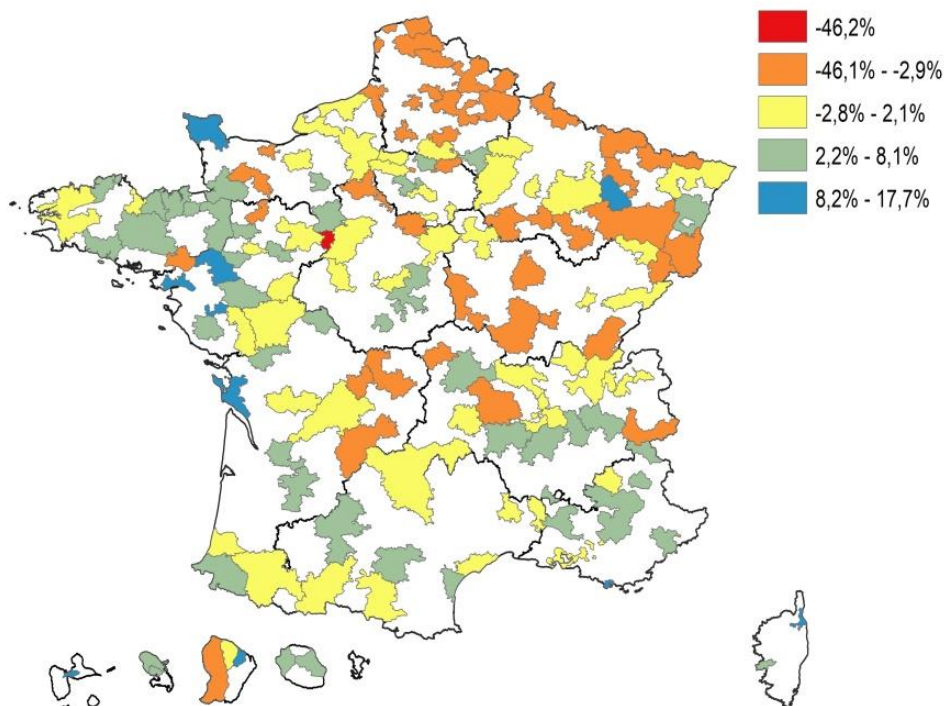 -46,2%
-46,1% - -2,9%
-2,8% - 2,1%
2,2% - 8,1%
8,2% - 17,7%